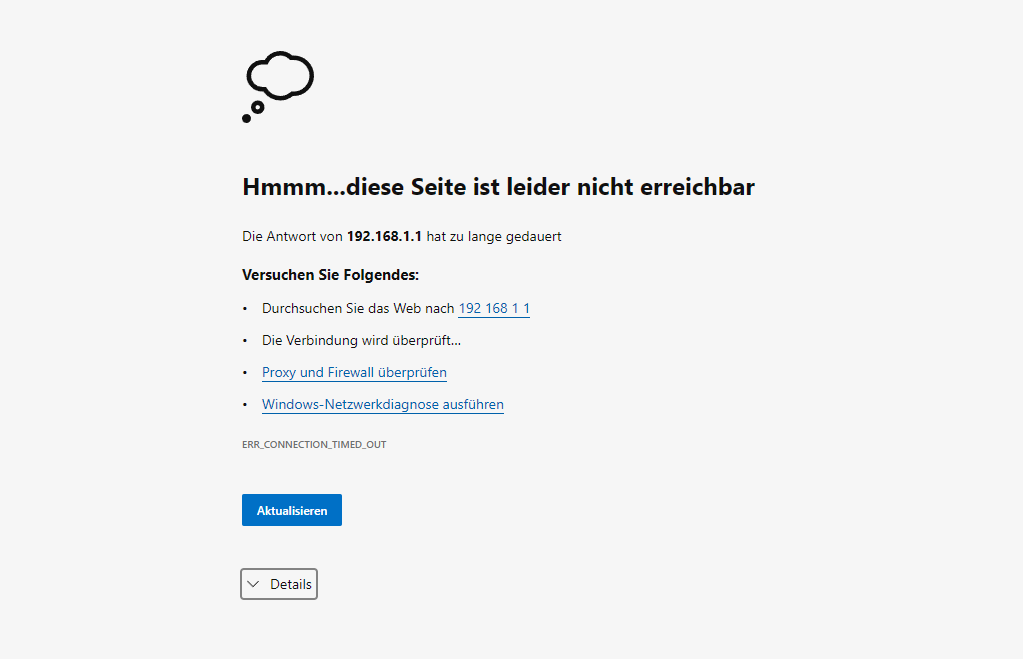 Hmmm...diese Seite ist leider nicht erreichbar
Die Antwort von 192.168.1.1 hat zu lange gedauert
Versuchen Sie Folgendes:
• Durchsuchen Sie das Web nach 192 168 1 1
• Die Verbindung wird überprüft...
• Proxy und Firewall überprüfen
• Windows-Netzwerkdiagnose ausführen
ERR_CONNECTION_TIMED_OUT
Aktualisieren
Details